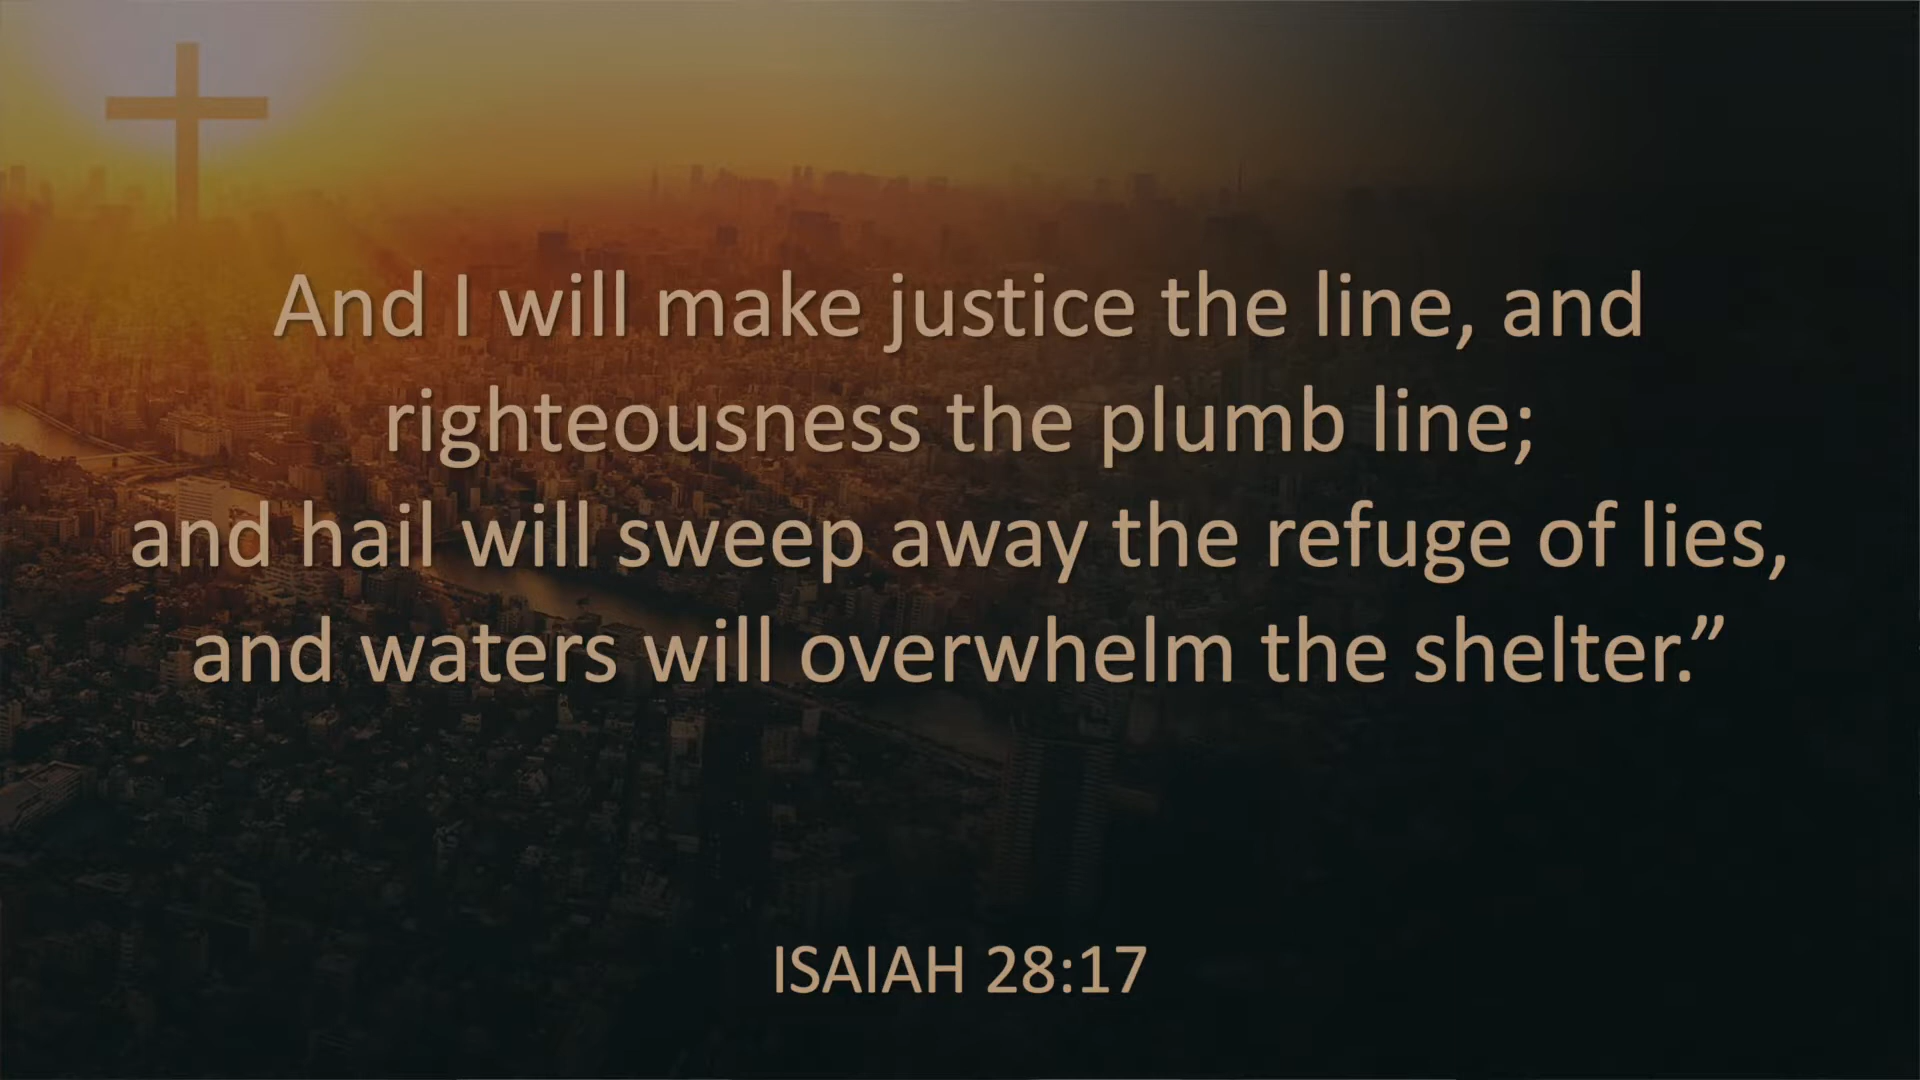 And I will make justice the line, and
righteousness the plumb line;
and hail will sweep away the refuge of lies,
and waters will overwhelm the shelter.”
ISAIAH 28:17